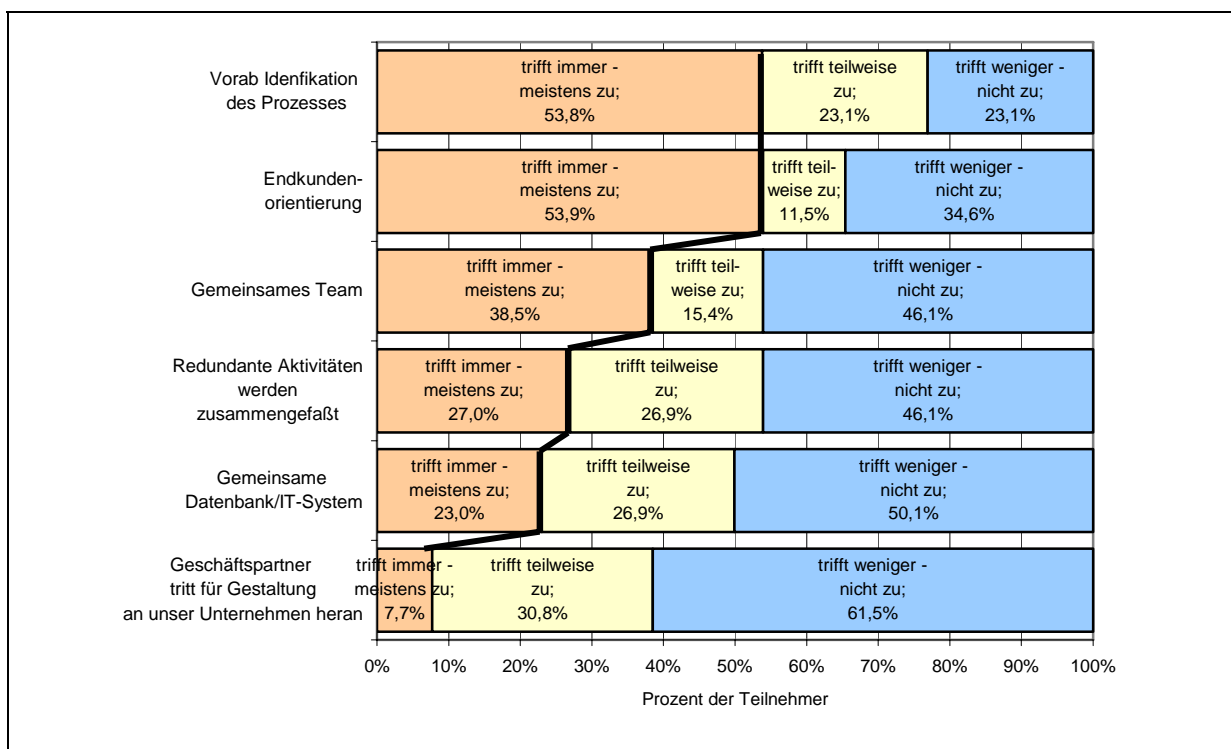 Vorab Idenfikation
des Prozesses
trifft immer -
meistens zu;
53,8%
trifft teilweise
zu;
23,1%
trifft weniger -
nicht zu;
23,1%
Endkunden-
orientierung
trifft immer -
meistens zu;
53,9%
trifft teil-
weise zu;
11,5%
trifft weniger -
nicht zu;
34,6%
Gemeinsames Team
trifft immer -
meistens zu;
38,5%
trifft teil-
weise zu;
15,4%
trifft weniger -
nicht zu;
46,1%
Redundante Aktivitäten
werden
zusammengefaßt
trifft immer -
meistens zu;
27,0%
trifft teilweise
zu;
26,9%
trifft weniger -
nicht zu;
46,1%
Gemeinsame
Datenbank/IT-System
trifft immer -
meistens zu;
23,0%
trifft teilweise
zu;
26,9%
trifft weniger -
nicht zu;
50,1%
Geschäftspartner
tritt für Gestaltung
an unser Unternehmen heran
trifft immer -
meistens zu;
7,7%
trifft teilweise
zu;
30,8%
trifft weniger -
nicht zu;
61,5%
0% 10% 20% 30% 40% 50% 60% 70% 80% 90% 100%
Prozent der Teilnehmer